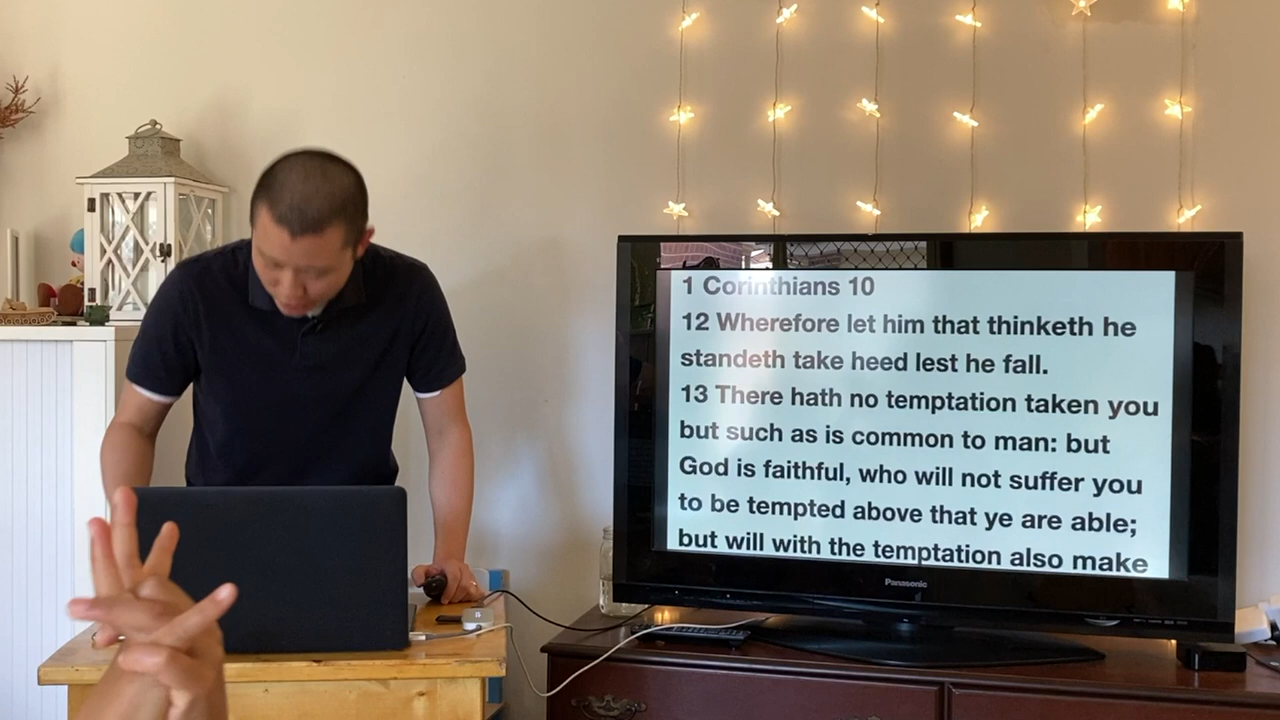 1 Corinthians 10
12 Wherefore let him that thinketh he
standeth take heed lest he fall.
13 There hath no temptation taken you
but such as is common to man: but
God is faithful, who will not suffer you
to be tempted above that ye are able;
but will with the temptation also make
Panasonic